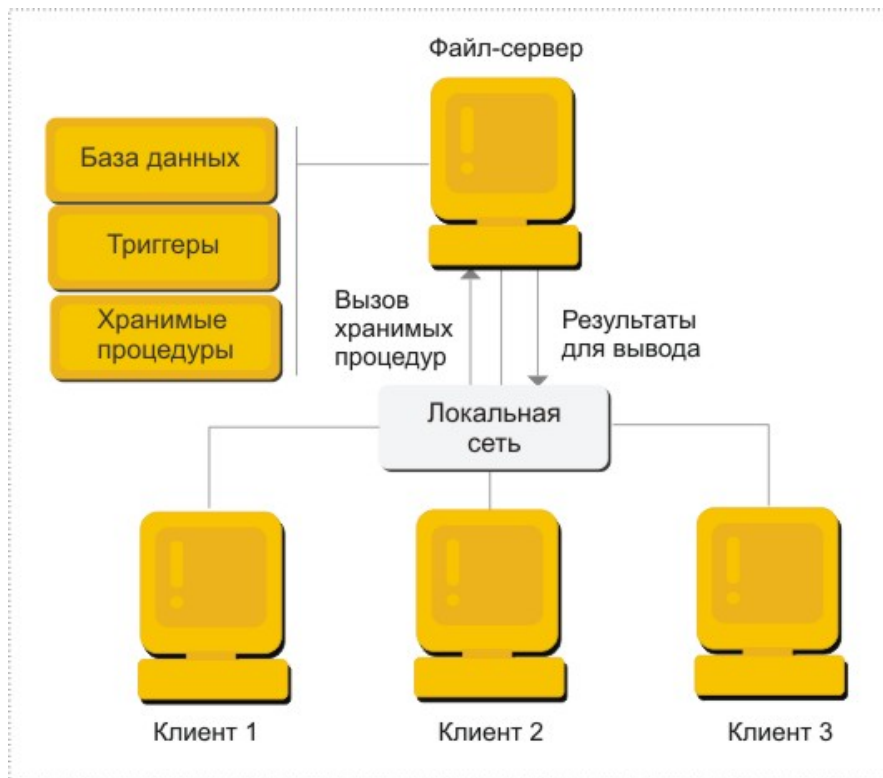 Файл-сервер
База данных
Триггеры
Хранимые
процедуры
Вызов
хранимых
процедур
Результаты
для вывода
Локальная
сеть
Клиент 1
Клиент 2
Клиент 3